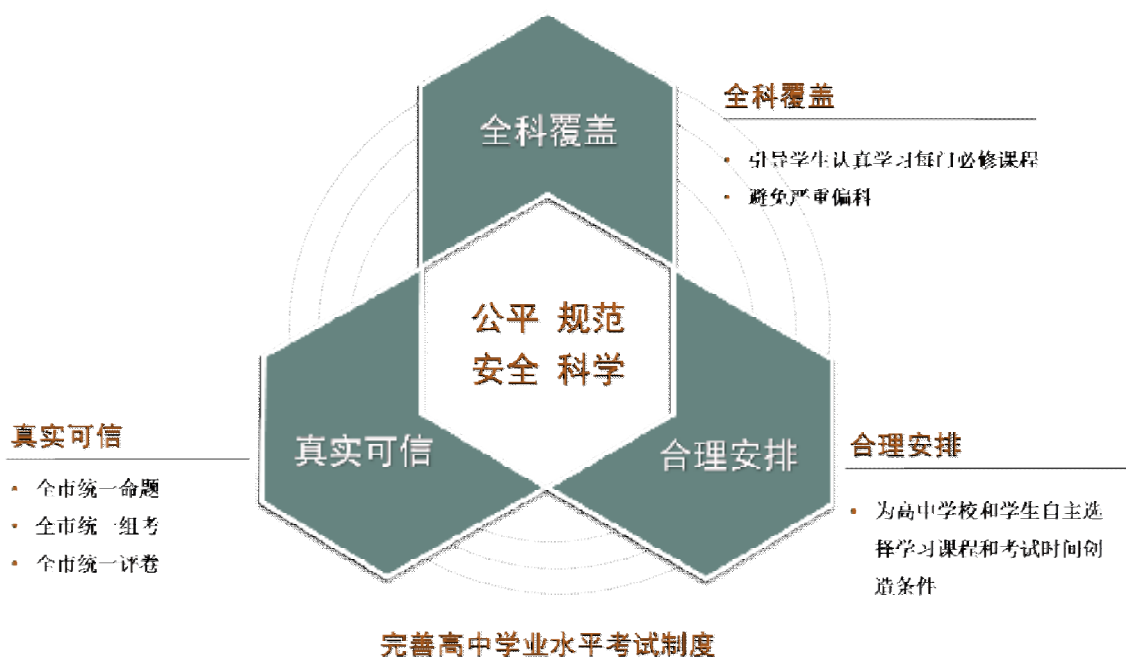 全科覆盖
全科覆盖
引导学生认真学习每门必修课程
避免严重偏科
公平 规范
安全 科学
真实可信
真实可信
全市统一命题
全市统一组考
全市统一评卷
合理安排
合理安排
为高中学校和学生自主选
择学习课程和考试时间创
造条件
完善高中学业水平考试制度